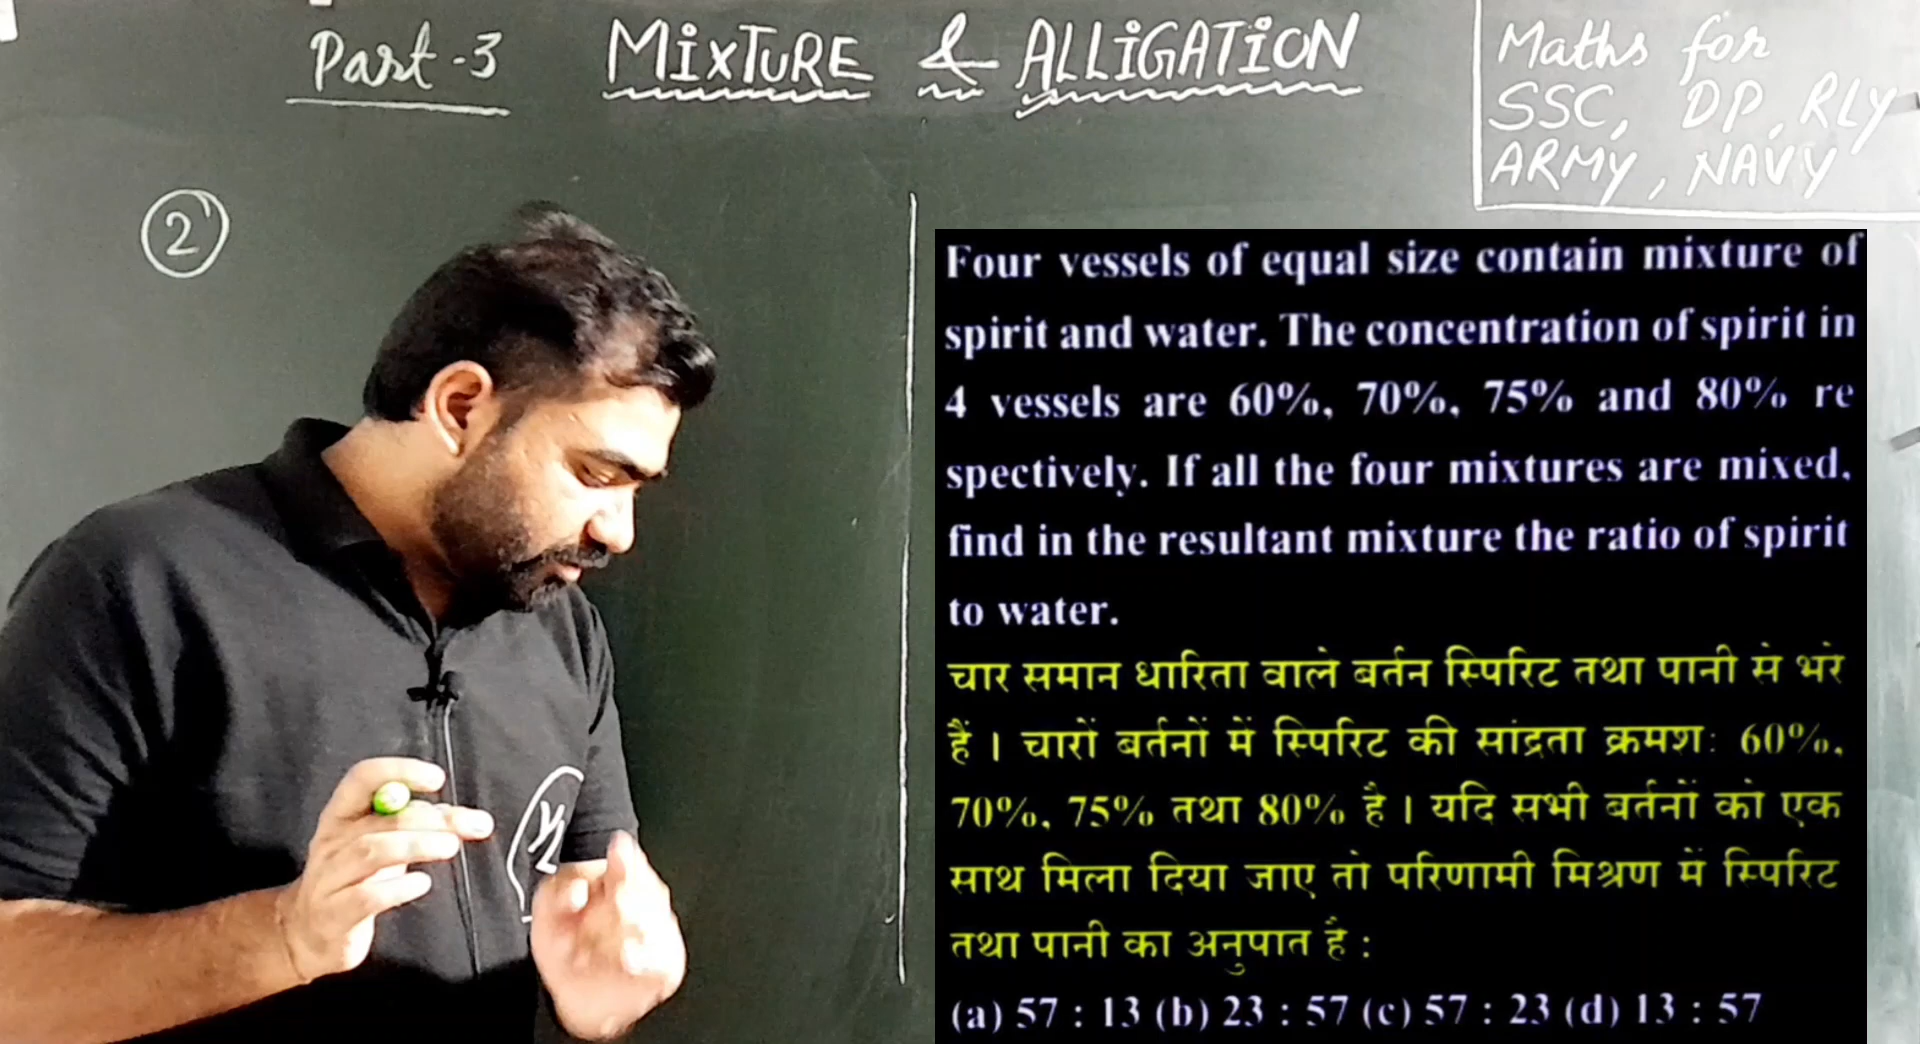 Part-3 MIXTURE & ALLIGATION
Maths for
SSC, DP, RLY
ARMY, NAVY
2
Four vessels of equal size contain mixture of
spirit and water. The concentration of spirit in
4 vessels are 60%, 70%, 75% and 80% re
spectively. If all the four mixtures are mixed,
find in the resultant mixture the ratio of spirit
to water.
चार समान धारिता वाले बर्तन स्पिरिट तथा पानी से भरे
हैं । चारों बर्तनों में स्पिरिट की सांद्रता क्रमश: 60%,
70%, 75% तथा 80% है । यदि सभी बर्तनों को एक
साथ मिला दिया जाए तो परिणामी मिश्रण में स्पिरिट
तथा पानी का अनुपात है :
(a) 57 : 13 (b) 23 : 57 (c) 57 : 23 (d) 13 : 57